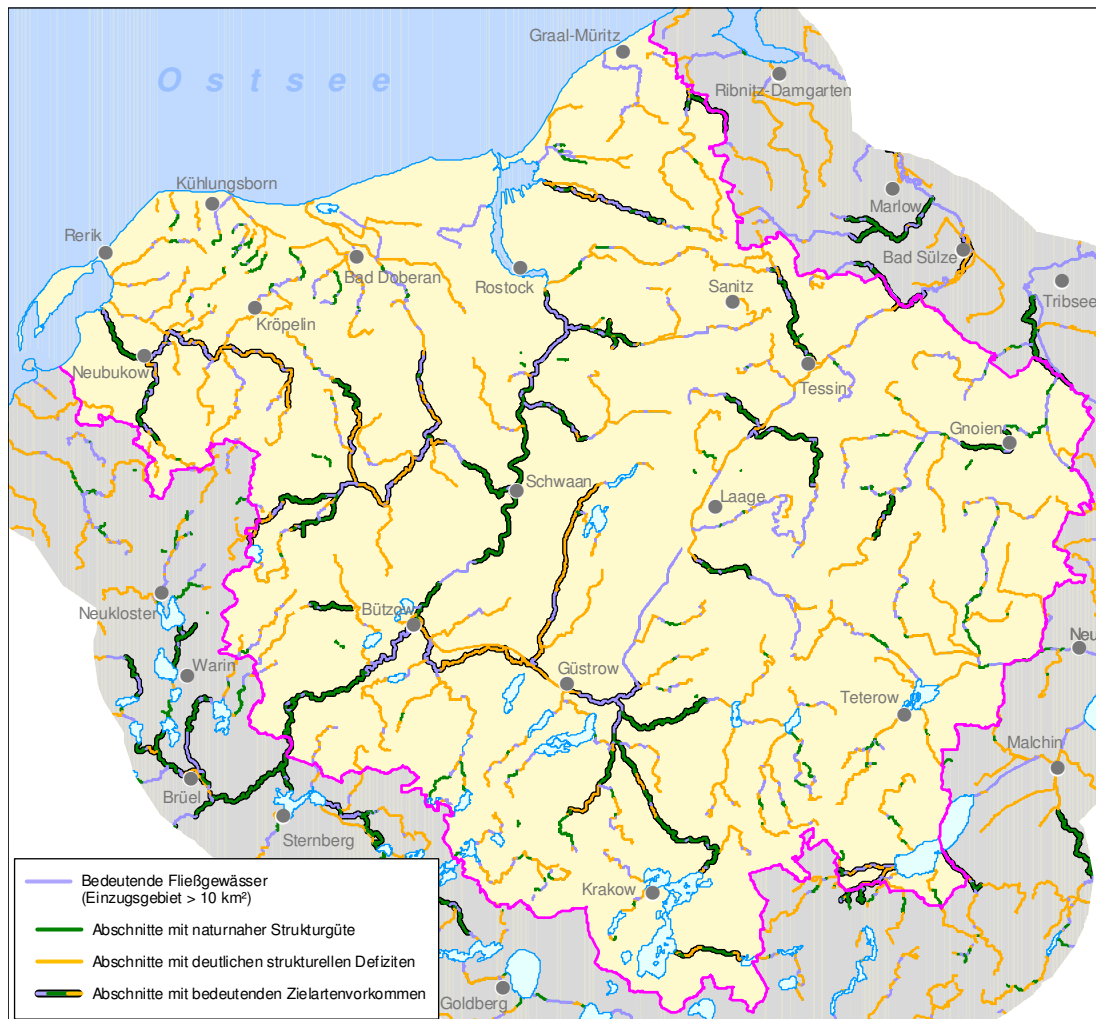 Graal-Müritz
Ostsee
Ribnitz-Damgarten
Kühlungsborn
Marlow
Rerik
Bad Doberan
Bad Sülze
Rostock
Sanitz
Tribsee
Kröpelin
Neubukow
Tessin
Gnoien
Schwaan
Laage
Neukloster
Bützow
Neu
Warin
Güstrow
Teterow
Malchin
Brüel
Sternberg
Krakow
Goldberg
Bedeutende Fließgewässer
(Einzugsgebiet > 10 km²)
Abschnitte mit naturnaher Strukturgüte
Abschnitte mit deutlichen strukturellen Defiziten
Abschnitte mit bedeutenden Zielartenvorkommen